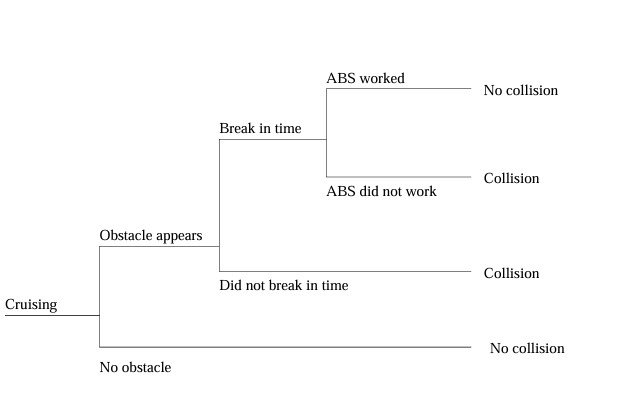 ABS worked
No collision
Break in time
Collision
ABS did not work
Obstacle appears
Collision
Did not break in time
Cruising
No collision
No obstacle